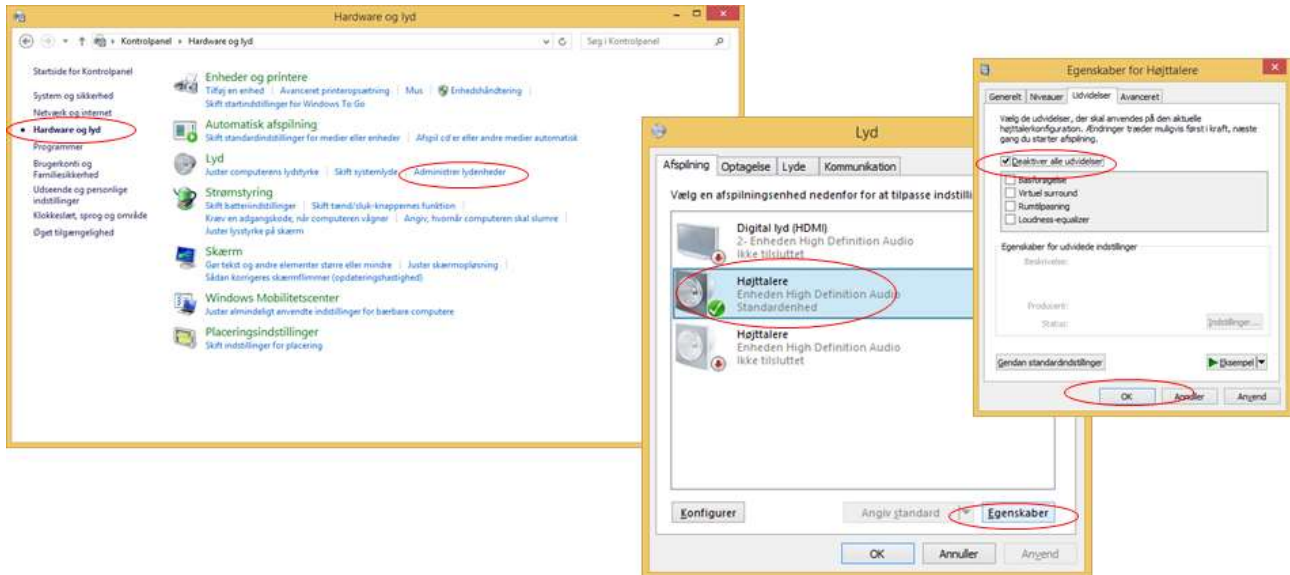 Hardware og lyd
Kontrolpanel
Hardware og lyd
Søg i Kontrolpanel
Startside for Kontrolpanel
System og sikkerhed
Netværk og internet
Hardware og lyd
Programmer
Brugerkonti og
Familiesikkerhed
Udseende og personlige
indstillinger
Klokkeslæt, sprog og område
Øget tilgængelighed
Enheder og printere
Tilføj en enhed | Avanceret printeropsætning | Mus | Enhedshåndtering
Skift startindstillinger for Windows To Go
Automatisk afspilning
Skift standardindstillinger for medier eller enheder | Afspil cd'er eller andre medier automatisk
Lyd
Juster computerens lydstyrke | Skift systemlyde | Administrer lydenheder
Strømstyring
Skift batteriindstillinger | Skift tænd/sluk-knappernes funktion
Kræv en adgangskode, når computeren vågner | Angiv, hvornår computeren skal slumre
Juster lysstyrke på skærm
Skærm
Gør tekst og andre elementer større eller mindre | Juster skærmopløsning
Sådan korrigeres skærmflimmer (opdateringshastighed)
Windows Mobilitetscenter
Juster almindeligt anvendte indstillinger for bærbare computere
Placeringsindstillinger
Skift indstillinger for placering
Lyd
Afspilning Optagelse Lyde Kommunikation
Vælg en afspilningsenhed nedenfor for at tilpasse indstilli
Digital lyd (HDMI)
2- Enheden High Definition Audio
Ikke tilsluttet
Højttalere
Enheden High Definition Audio
Standardenhed
Højttalere
Enheden High Definition Audio
Ikke tilsluttet
Konfigurer Angiv standard Egenskaber
OK Annuller Anvend
Egenskaber for Højttalere
Generelt Niveauer Udvidelser Avanceret
Vælg de udvidelser, der skal anvendes på den aktuelle
højttalerkonfiguration. Ændringer træder muligvis først i kraft, næste
gang du starter afspilning.
Deaktiver alle udvidelser
Basforøgelse
Virtuel surround
Rumtilpasning
Loudness-equalizer
Egenskaber for udvidede indstillinger
Beskrivelse:
Producent:
Status:
Indstillinger...
Gendan standardindstillinger
Eksempel
OK Annuller Anvend